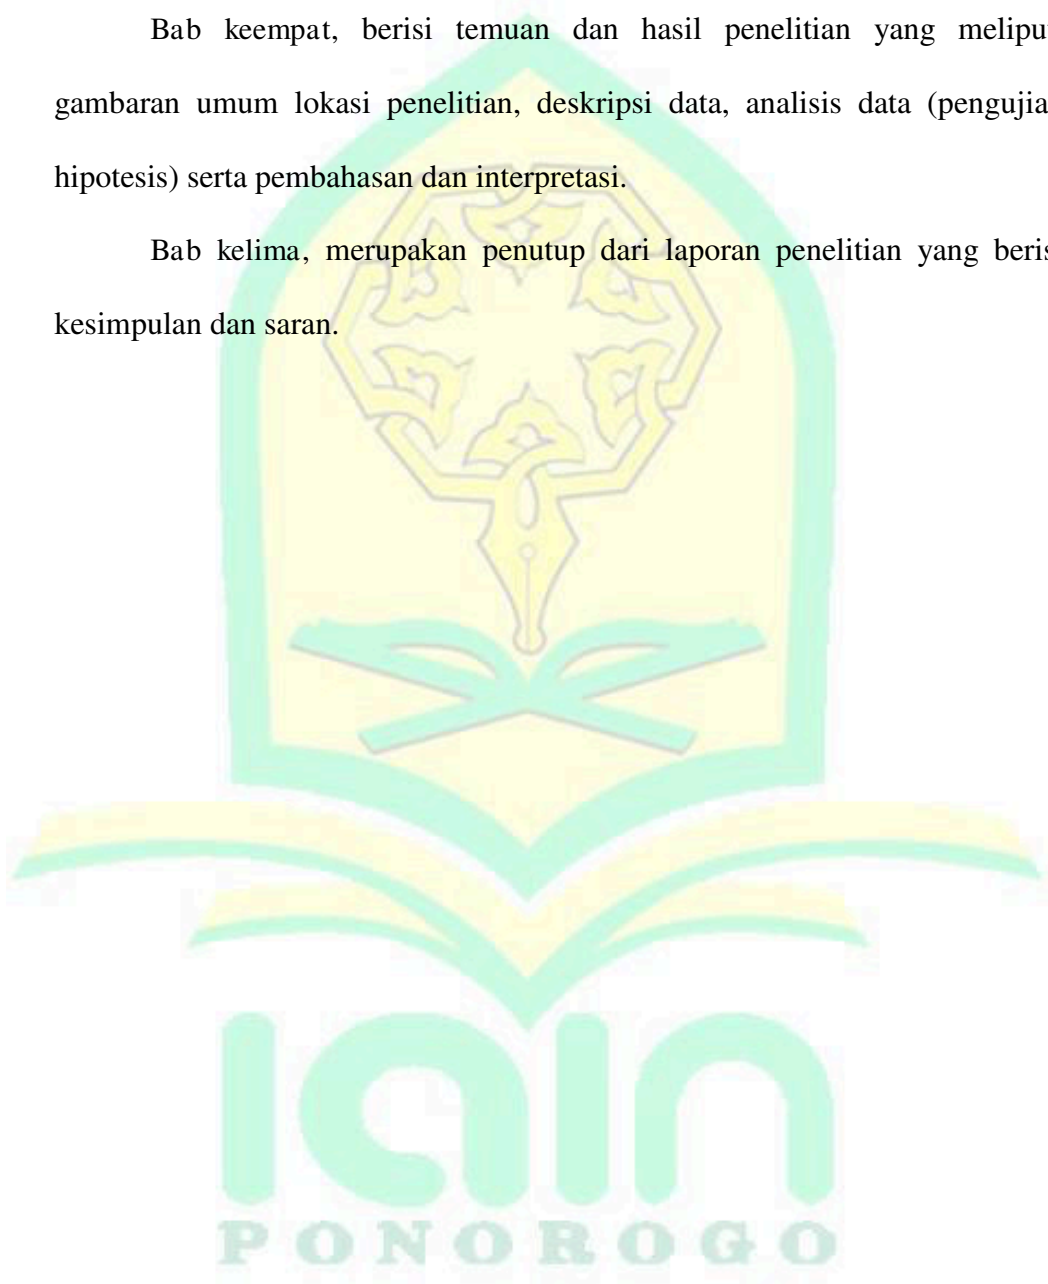 Bab keempat, berisi temuan dan hasil penelitian yang meliput
gambaran umum lokasi penelitian, deskripsi data, analisis data (pengujia
hipotesis) serta pembahasan dan interpretasi.
Bab kelima, merupakan penutup dari laporan penelitian yang beris
kesimpulan dan saran.
iain
PONOROGO